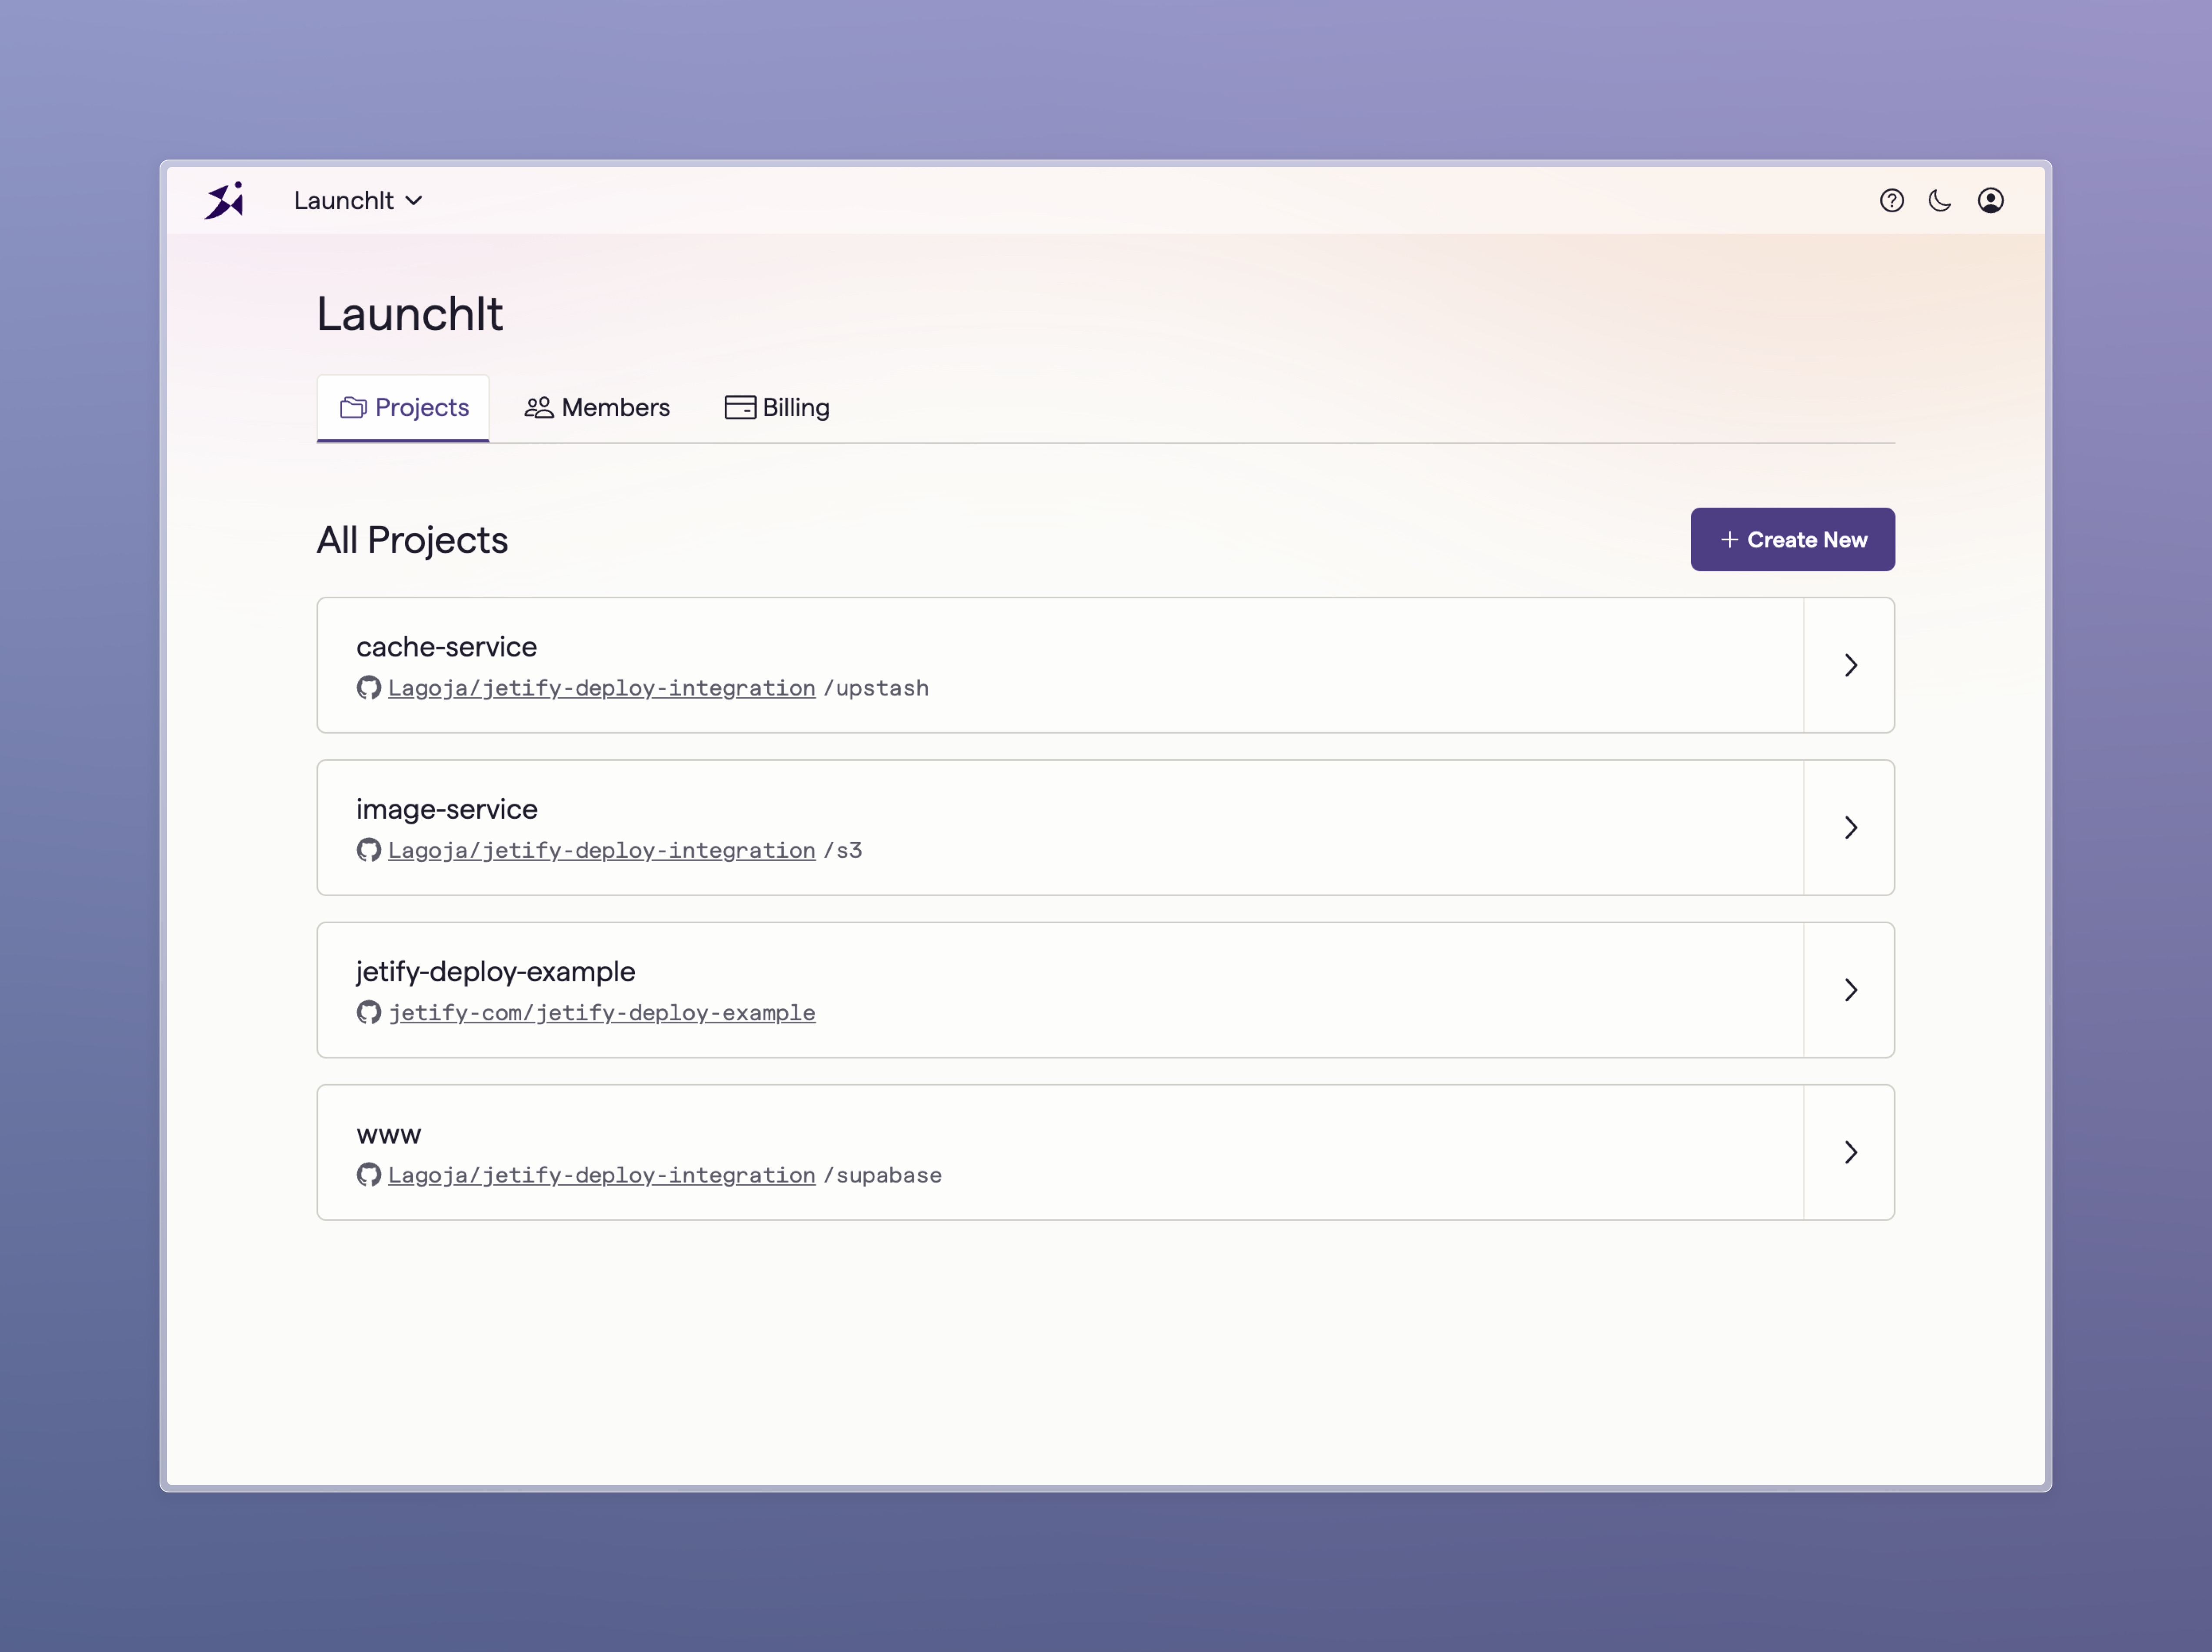 LaunchIt
LaunchIt
Projects
Members
Billing
All Projects
+ Create New
cache-service
Lagoja/jetify-deploy-integration /upstash
image-service
Lagoja/jetify-deploy-integration /s3
jetify-deploy-example
jetify-com/jetify-deploy-example
www
Lagoja/jetify-deploy-integration /supabase